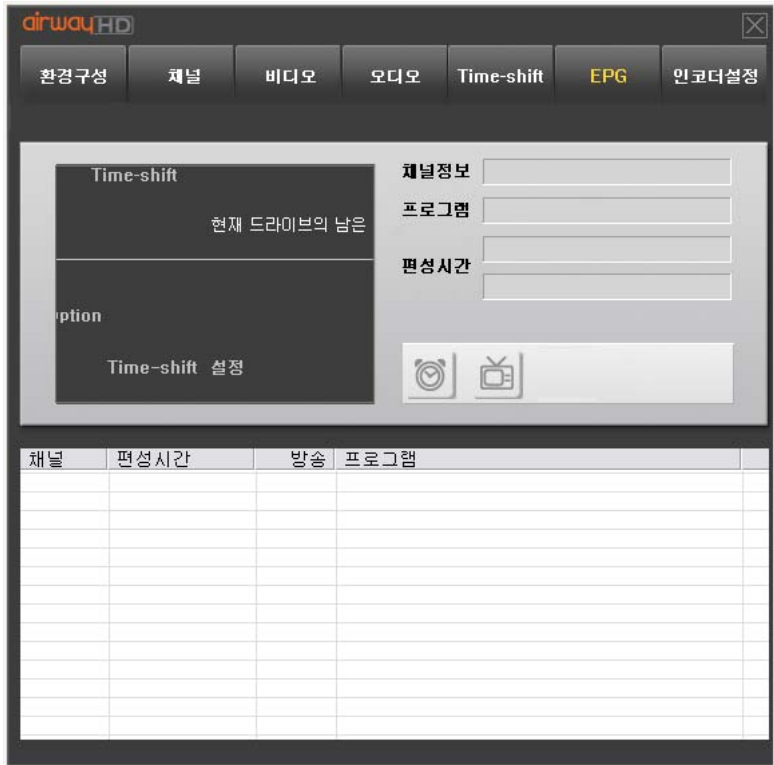 airwayHD
환경구성 채널 비디오 오디오 Time-shift EPG 인코더설정
Time-shift
현재 드라이브의 남은
ption
Time-shift 설정
채널정보
프로그램
편성시간
채널 편성시간 방송 프로그램